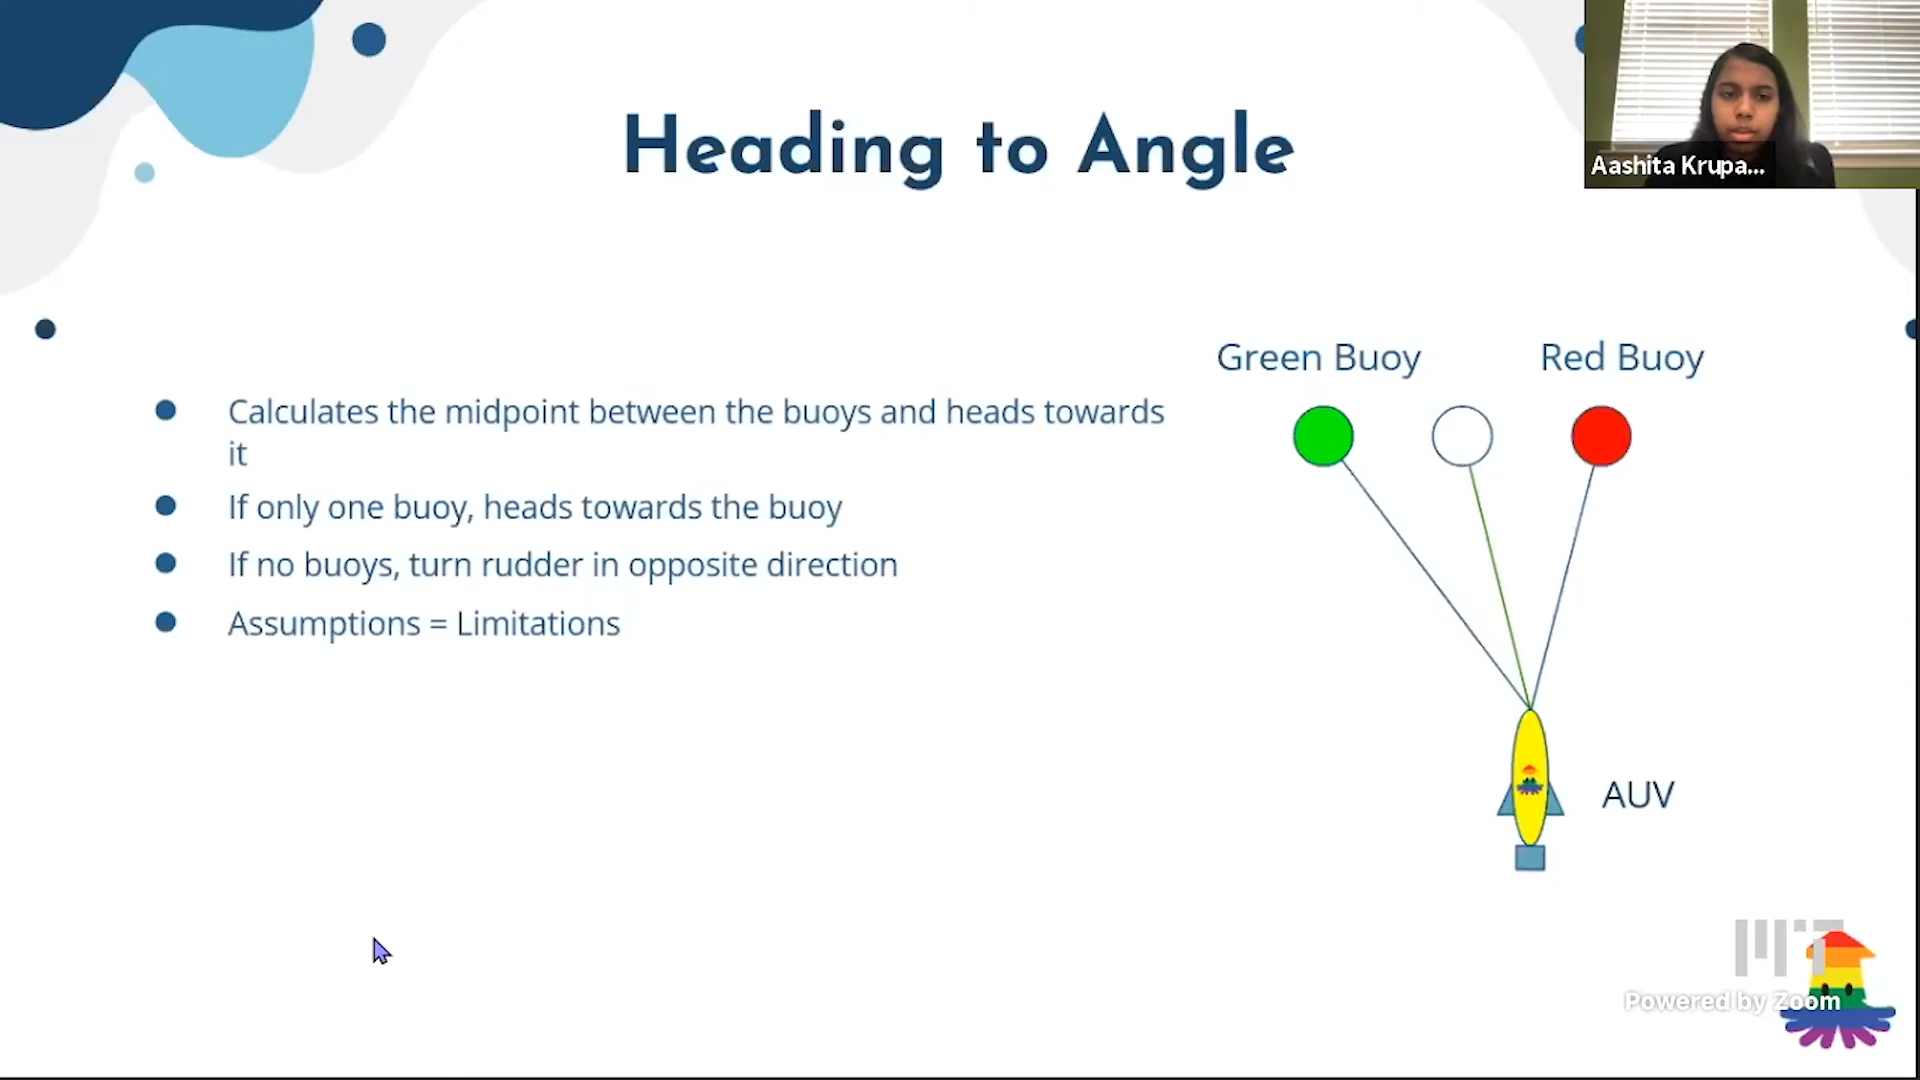 Heading to Angle
Aashita Krupa...
Green Buoy
Red Buoy
Calculates the midpoint between the buoys and heads towards
it
If only one buoy, heads towards the buoy
If no buoys, turn rudder in opposite direction
Assumptions = Limitations
AUV
MIT
Powered by Zoom